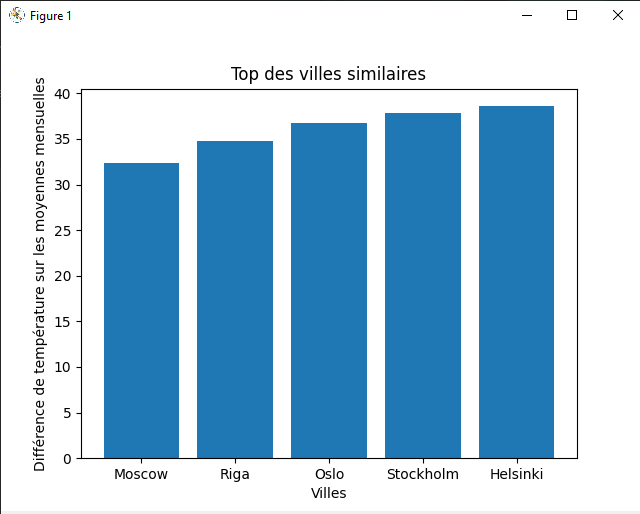 Figure 1
Top des villes similaires
Différence de température sur les moyennes mensuelles
40
35
30
25
20
15
10
5
0
Moscow Riga Oslo Stockholm Helsinki
Villes